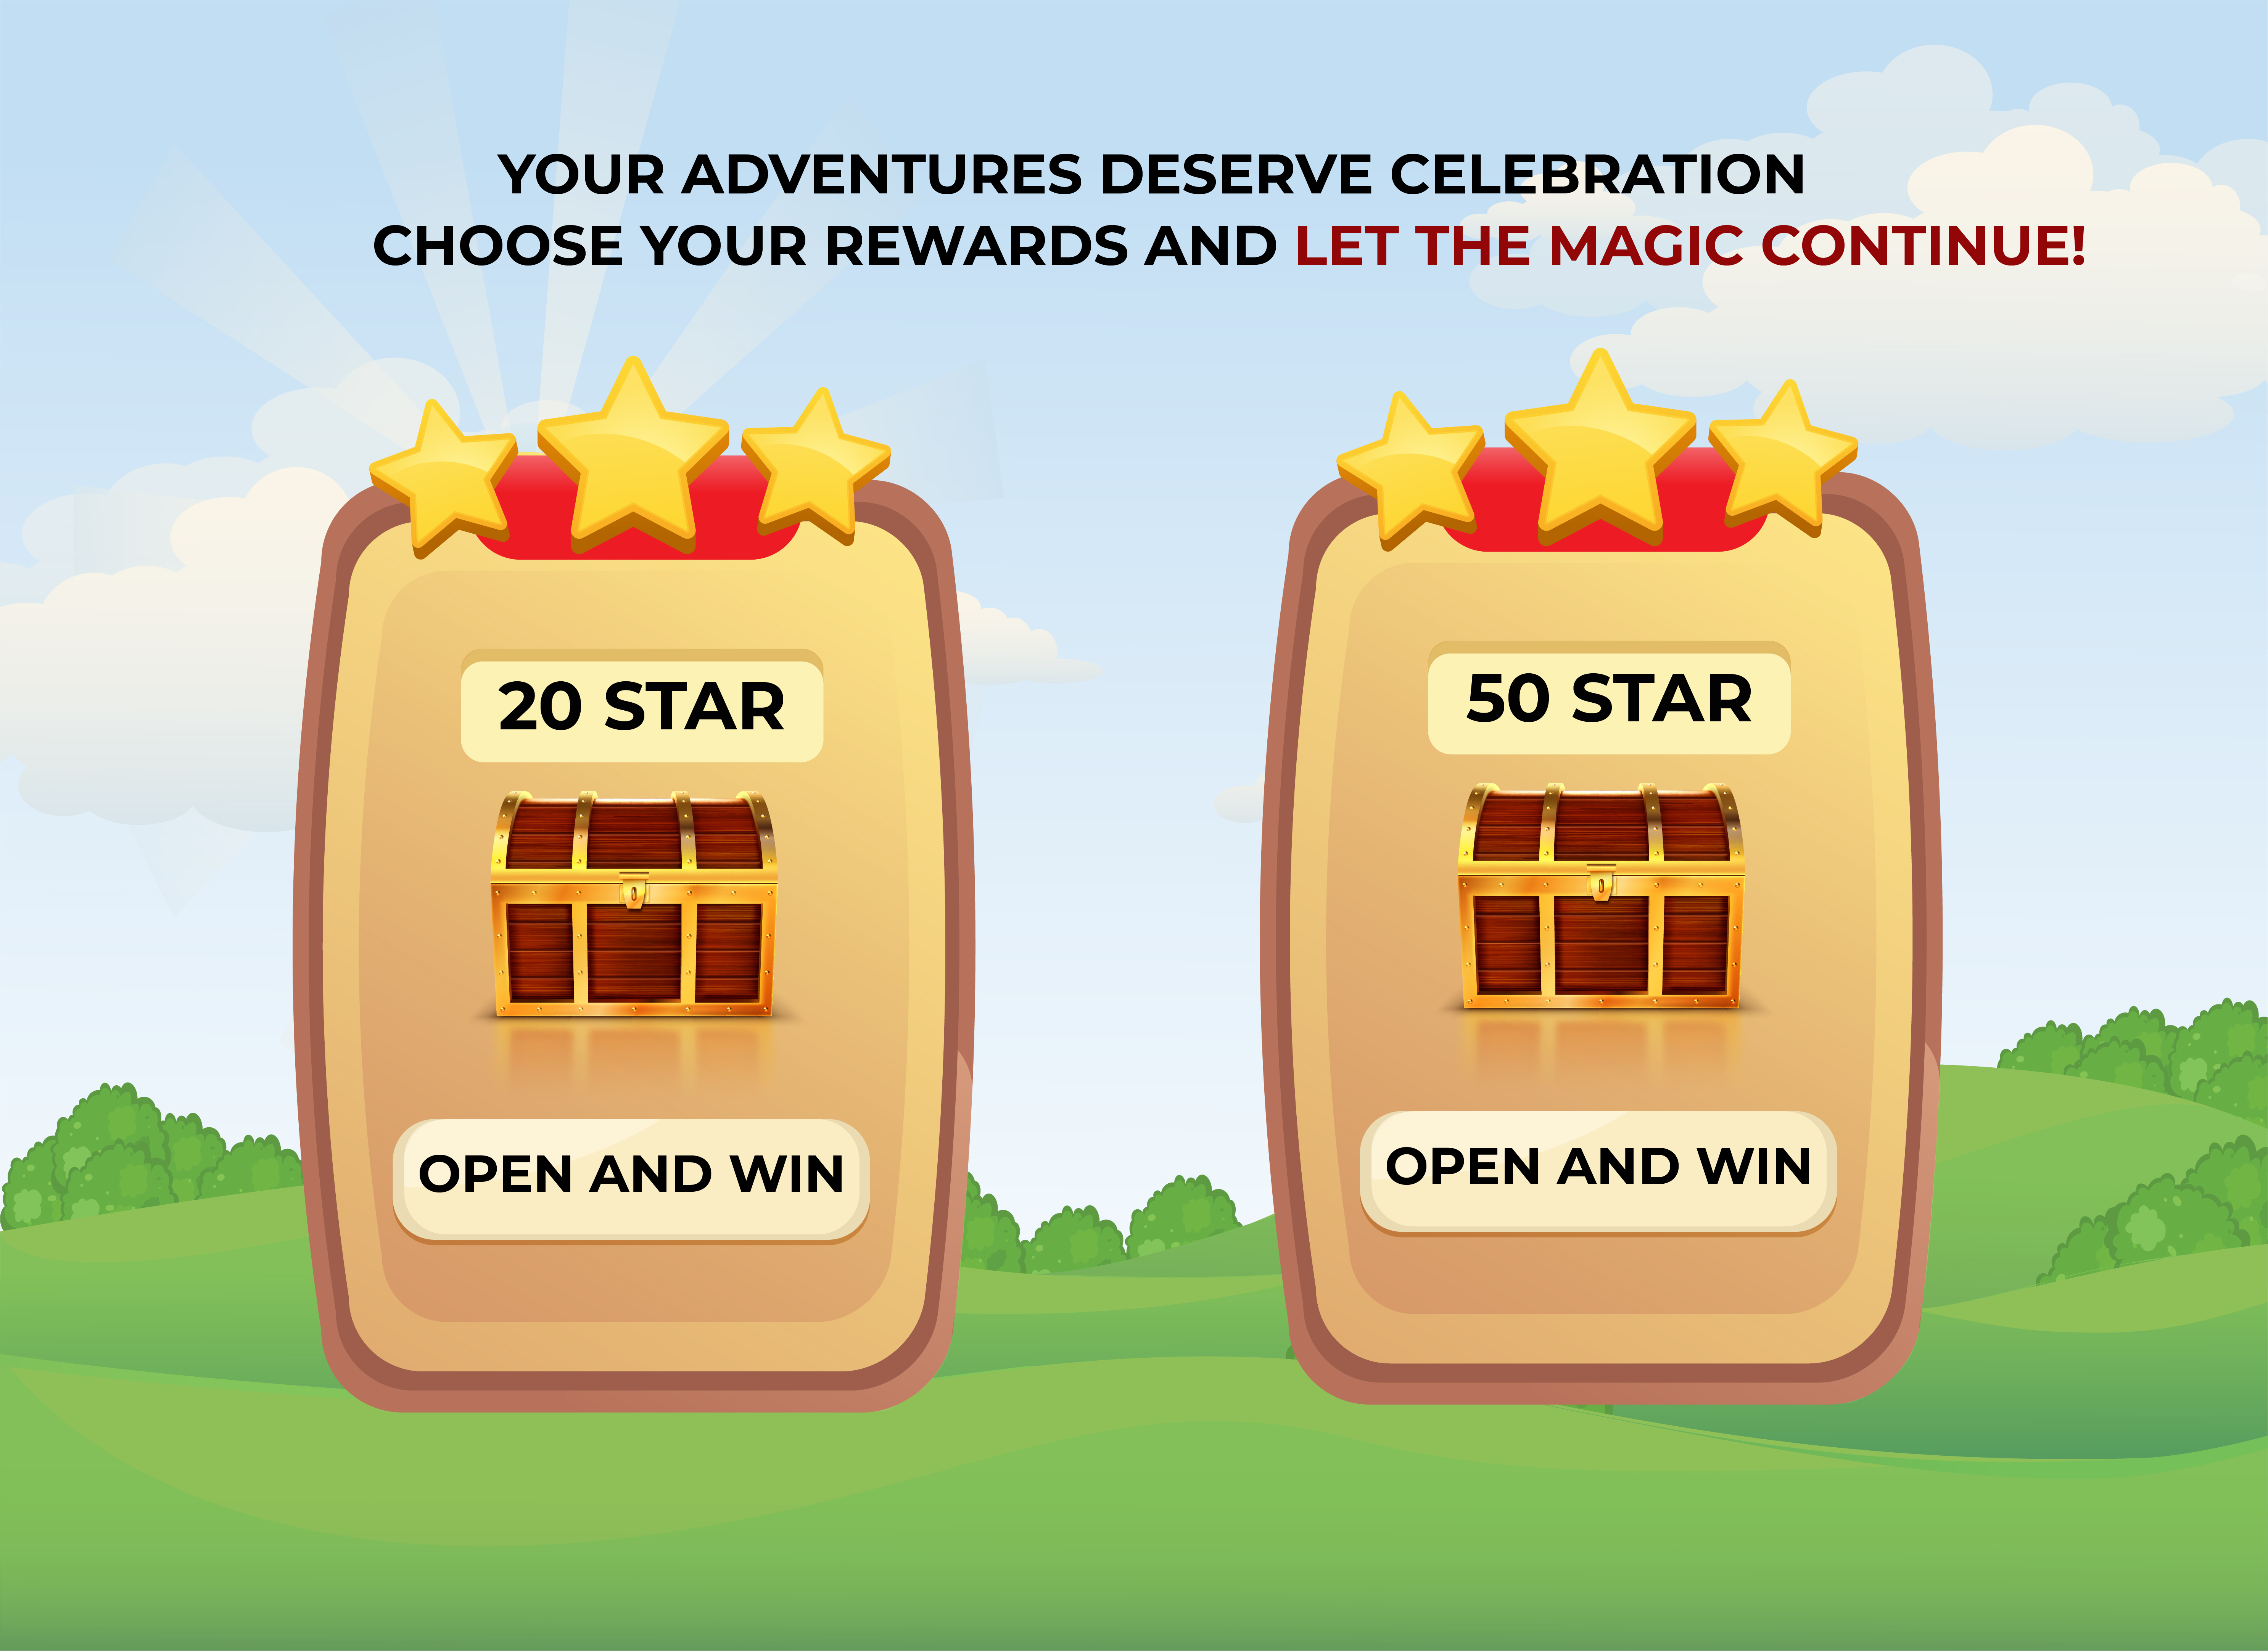 YOUR ADVENTURES DESERVE CELEBRATION
CHOOSE YOUR REWARDS AND LET THE MAGIC CONTINUE!
20 STAR
OPEN AND WIN
50 STAR
OPEN AND WIN